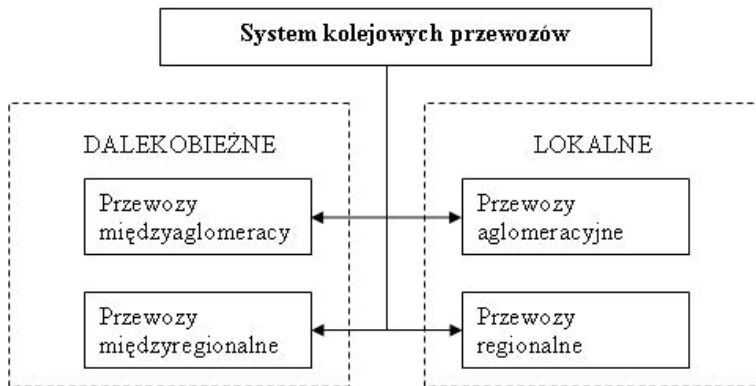 System kolejowych przewozów
DALEKOBIEŻNE
Przewozy
międzyaglomeracy
Przewozy
międzyregionalne
LOKALNE
Przewozy
aglomeracyjne
Przewozy
regionalne